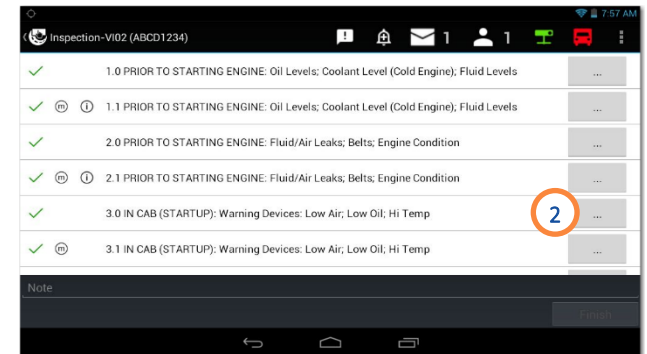 7:57 AM
Inspection-VI02 (ABCD1234) 1 1
1.0 PRIOR TO STARTING ENGINE: Oil Levels; Coolant Level (Cold Engine); Fluid Levels ...
m i 1.1 PRIOR TO STARTING ENGINE: Oil Levels; Coolant Level (Cold Engine); Fluid Levels ...
2.0 PRIOR TO STARTING ENGINE: Fluid/Air Leaks; Belts; Engine Condition ...
m i 2.1 PRIOR TO STARTING ENGINE: Fluid/Air Leaks; Belts; Engine Condition ...
3.0 IN CAB (STARTUP): Warning Devices: Low Air; Low Oil; Hi Temp 2 ...
m 3.1 IN CAB (STARTUP): Warning Devices: Low Air; Low Oil; Hi Temp ...
Note
Finish